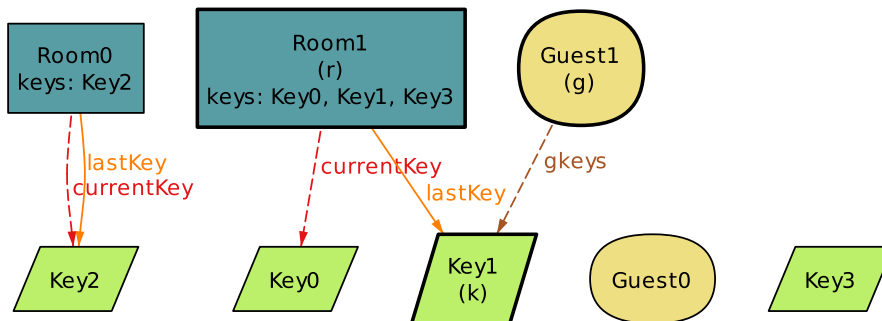 Room0
keys: Key2
Room1
(r)
keys: Key0, Key1, Key3
Guest1
(g)
lastKey
currentKey
currentKey
lastKey
gkeys
Key2
Key0
Key1
(k)
Guest0
Key3